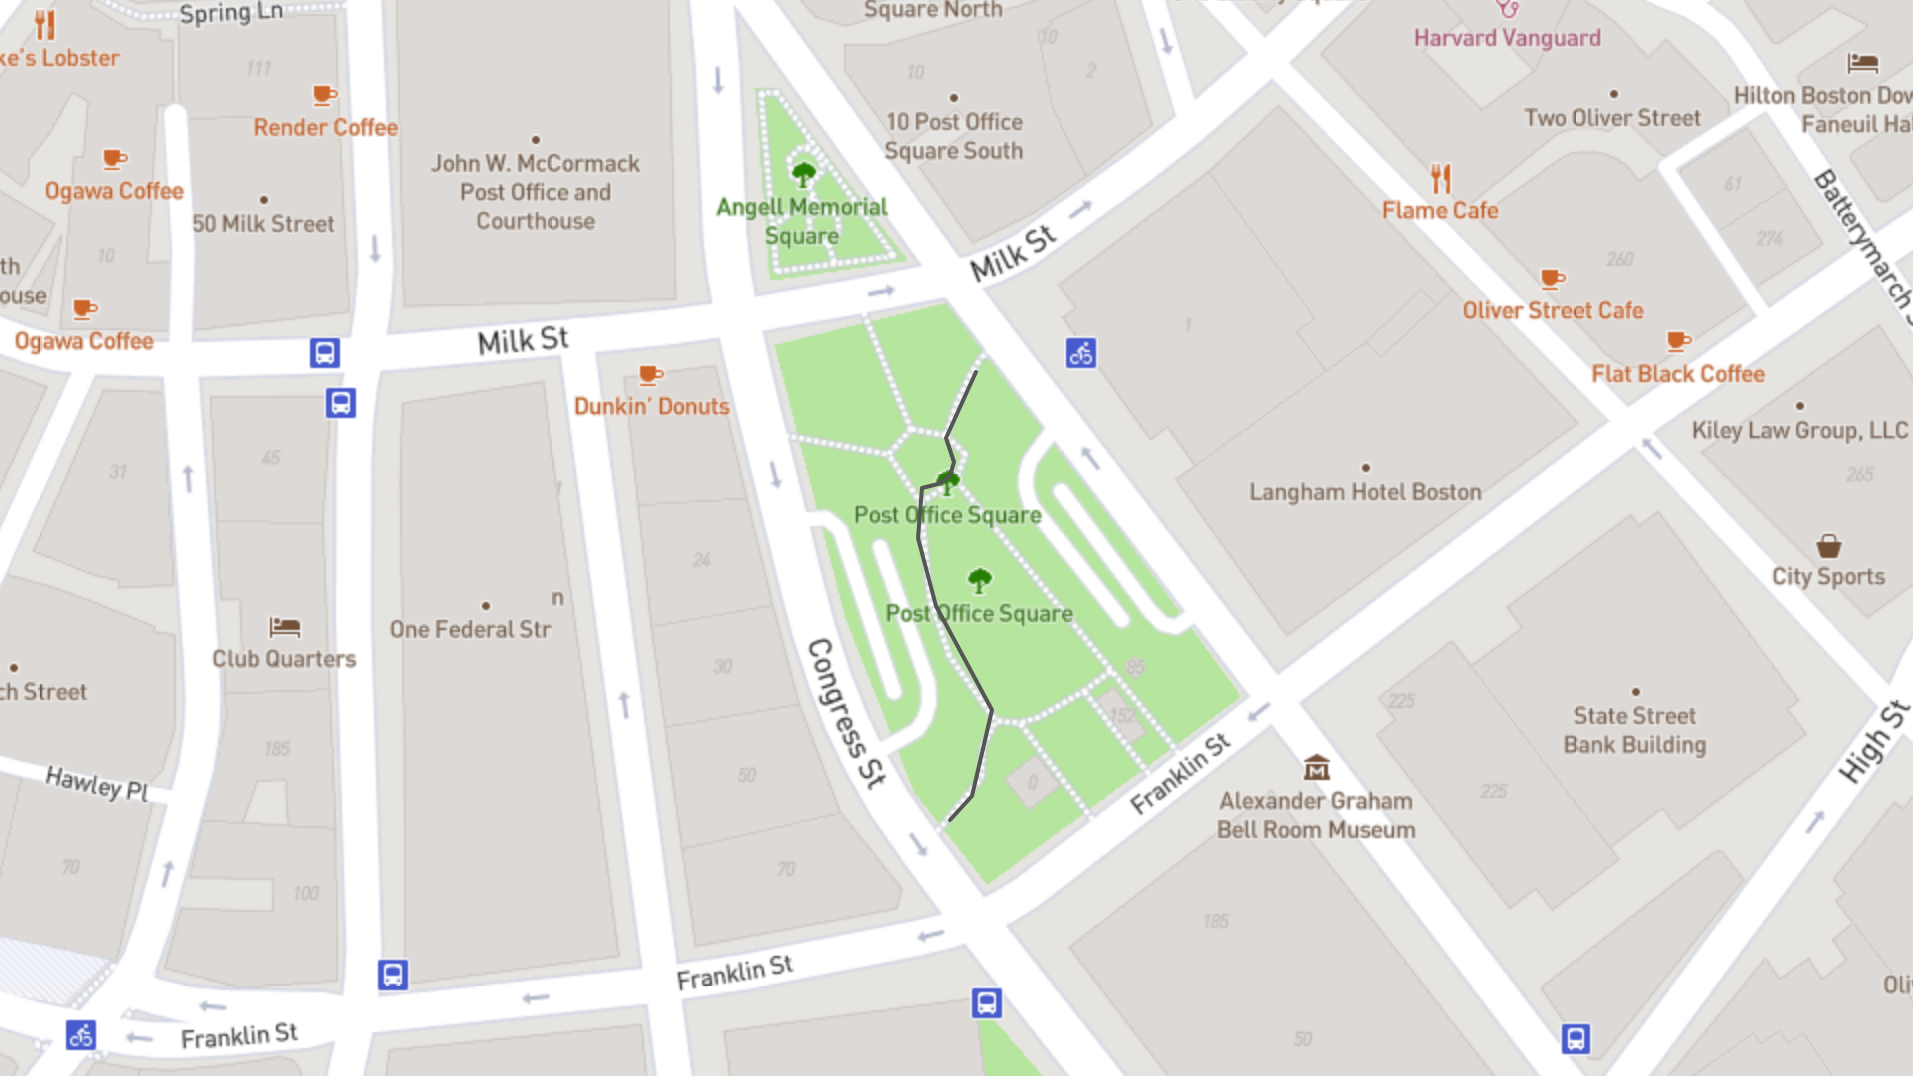 Spring Ln
Square North
ke's Lobster
111
Render Coffee
Ogawa Coffee
50 Milk Street
10
th
ouse
Ogawa Coffee
John W. McCormack
Post Office and
Courthouse
Angell Memorial
Square
10
10
2
10 Post Office
Square South
Milk St
Milk St
Harvard Vanguard
Two Oliver Street
Hilton Boston Dow
Faneuil Hal
Flame Cafe
61
274
260
Batterymarch S
Oliver Street Cafe
Flat Black Coffee
Kiley Law Group, LLC
265
City Sports
1
Langham Hotel Boston
Dunkin' Donuts
31
45
1
24
30
50
70
n
One Federal Str
Club Quarters
ch Street
185
Hawley Pl
70
100
Post Office Square
Post Office Square
Congress St
85
152
0
Franklin St
225
State Street
Bank Building
225
Alexander Graham
Bell Room Museum
High St
185
50
Oli
Franklin St
Franklin St